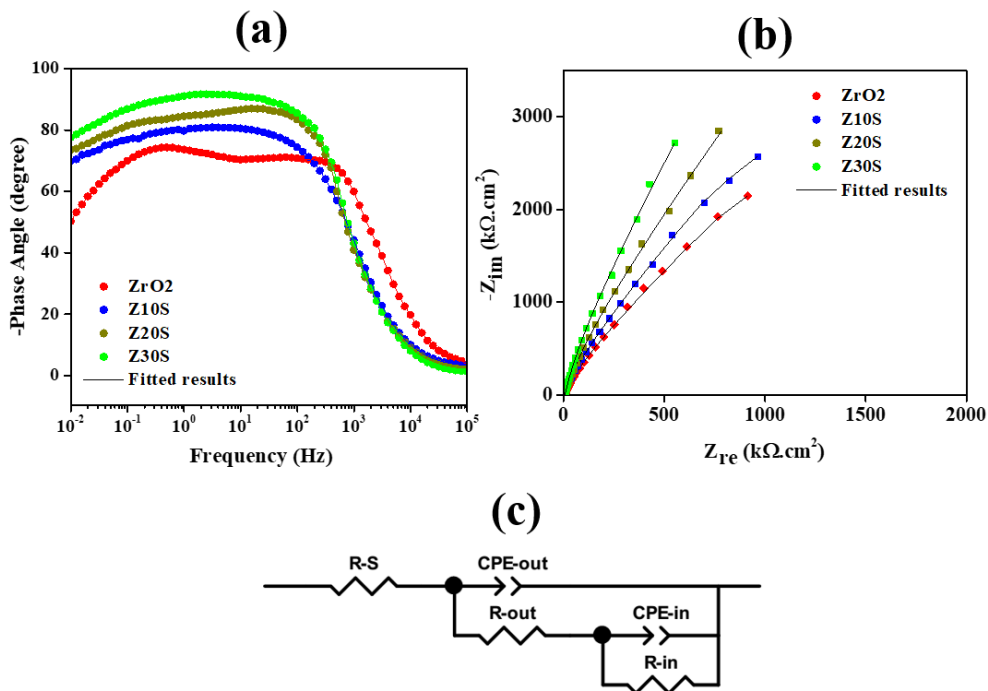 (a)
100
80
60
40
20
0
-Phase Angle (degree)
ZrO2
Z10S
Z20S
Z30S
Fitted results
10⁻² 10⁻¹ 10⁰ 10¹ 10² 10³ 10⁴ 10⁵
Frequency (Hz)
(b)
3000
2000
1000
0
-Z_im (kΩ.cm²)
ZrO2
Z10S
Z20S
Z30S
Fitted results
0 500 1000 1500 2000
Z_re (kΩ.cm²)
(c)
R-S
CPE-out
R-out
CPE-in
R-in